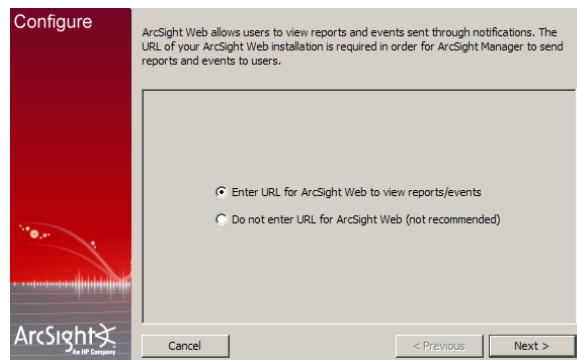 Configure
ArcSight Web allows users to view reports and events sent through notifications. The
URL of your ArcSight Web installation is required in order for ArcSight Manager to send
reports and events to users.
Enter URL for ArcSight Web to view reports/events
Do not enter URL for ArcSight Web (not recommended)
ArcSight
An HP Company
Cancel
< Previous
Next >